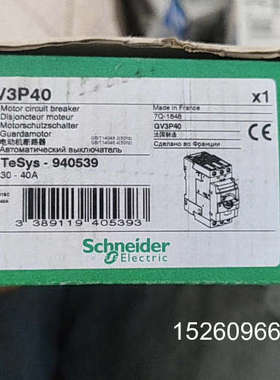 V3P40
x1
Motor circuit breaker
Disjoncteur moteur
Motorschutzschalter
Guardamotor
电动机断路器
Автоматический выключатель
Made in France
7Q-1848
GV3P40
法国制造
Сделано во Франции
TeSys - 940539
30 - 40A
3 389119 405393
Schneider
Electric
15260966